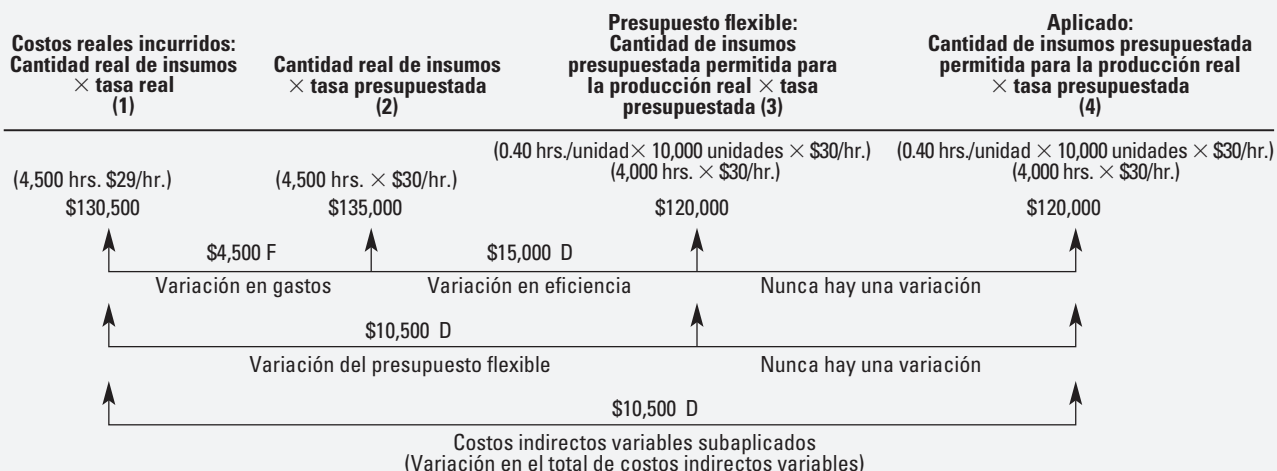 Costos reales incurridos:
Cantidad real de insumos
× tasa real
(1)
Cantidad real de insumos
× tasa presupuestada
(2)
Presupuesto flexible:
Cantidad de insumos
presupuestada permitida para
la producción real × tasa
presupuestada (3)
Aplicado:
Cantidad de insumos presupuestada
permitida para la producción real
× tasa presupuestada
(4)
(4,500 hrs. $29/hr.)
$130,500
(4,500 hrs. × $30/hr.)
$135,000
(0.40 hrs./unidad× 10,000 unidades × $30/hr.)
(4,000 hrs. × $30/hr.)
$120,000
(0.40 hrs./unidad × 10,000 unidades × $30/hr.)
(4,000 hrs. × $30/hr.)
$120,000
$4,500 F
Variación en gastos
$15,000 D
Variación en eficiencia
Nunca hay una variación
$10,500 D
Variación del presupuesto flexible
Nunca hay una variación
$10,500 D
Costos indirectos variables subaplicados
(Variación en el total de costos indirectos variables)